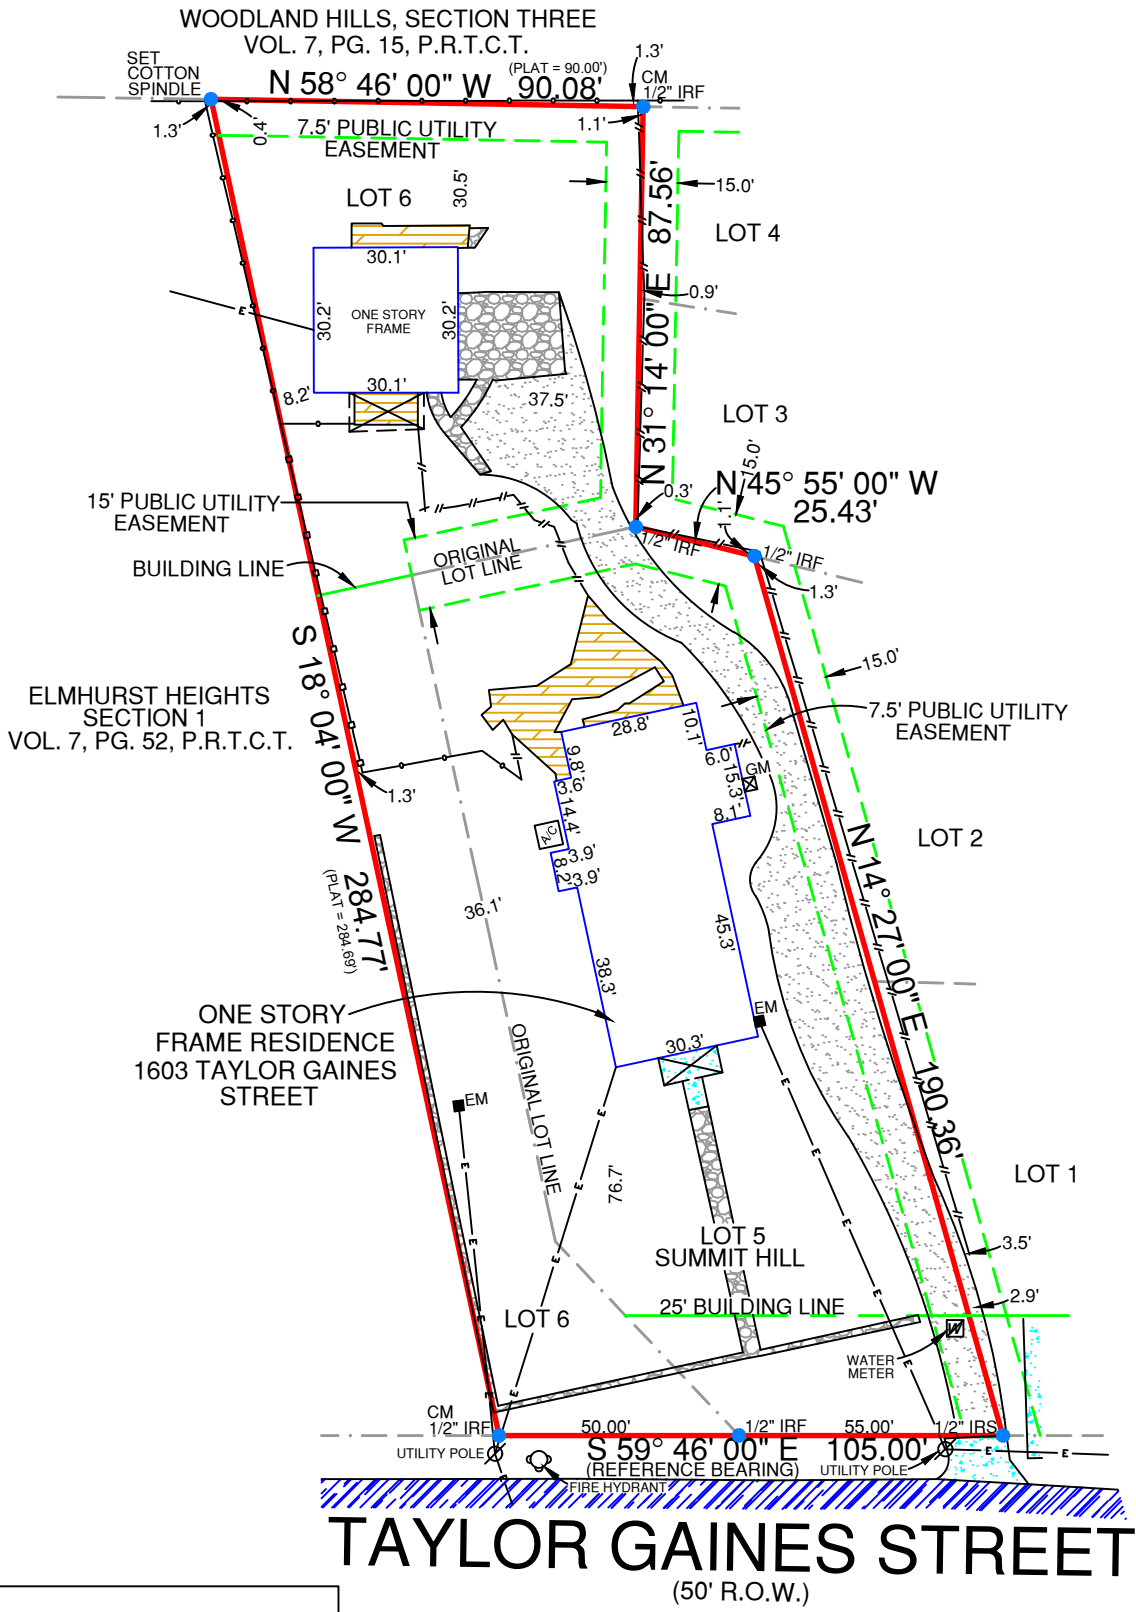 WOODLAND HILLS, SECTION THREE
VOL. 7, PG. 15, P.R.T.C.T.
SET
COTTON
SPINDLE
N 58° 46' 00" W
(PLAT = 90.00')
90.08'
1.3'
CM
1/2" IRF
1.3'
0.4'
7.5' PUBLIC UTILITY
EASEMENT
1.1'
15.0'
LOT 6
30.5'
LOT 4
N 31° 14' 00" E 87.56'
30.1'
30.2'
ONE STORY
FRAME
30.2'
30.1'
0.9'
E
8.2'
37.5'
LOT 3
15.0'
N 45° 55' 00" W
25.43'
0.3'
1.1'
15' PUBLIC UTILITY
EASEMENT
1/2" IRF
1/2" IRF
ORIGINAL
LOT LINE
BUILDING LINE
1.3'
S 18° 04' 00" W 284.77'
(PLAT = 284.69')
15.0'
ELMHURST HEIGHTS
SECTION 1
VOL. 7, PG. 52, P.R.T.C.T.
7.5' PUBLIC UTILITY
EASEMENT
28.8'
10.1'
6.0'
15.3'
GM
9.8'
14.4'
8.1'
1.3'
A/C
3.9'
8.2'
3.9'
LOT 2
N 14° 27' 00" E 190.36'
36.1'
45.3'
38.3'
ONE STORY
FRAME RESIDENCE
1603 TAYLOR GAINES
STREET
EM
30.3'
ORIGINAL LOT LINE
EM
E
E
E
E
76.7'
LOT 1
LOT 5
SUMMIT HILL
3.5'
2.9'
25' BUILDING LINE
LOT 6
W
WATER
METER
E
E
E
E
E
E
CM
1/2" IRF
50.00'
1/2" IRF
55.00'
1/2" IRS
S 59° 46' 00" E 105.00'
(REFERENCE BEARING)
UTILITY POLE
UTILITY POLE
E
E
FIRE HYDRANT
TAYLOR GAINES STREET
(50' R.O.W.)